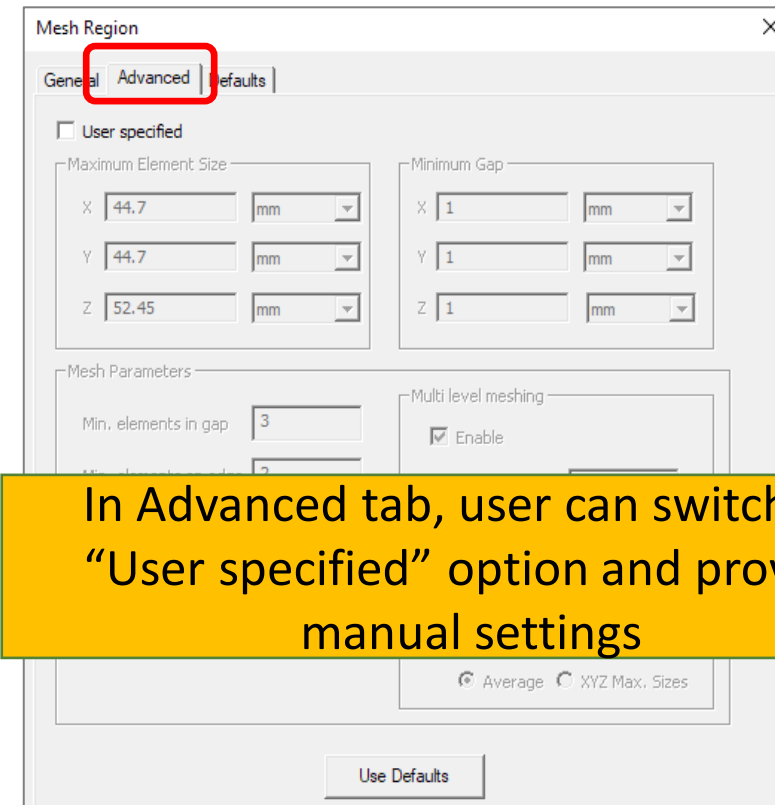 Mesh Region
General Advanced Defaults
User specified
Maximum Element Size
X 44.7 mm
Y 44.7 mm
Z 52.45 mm
Minimum Gap
X 1 mm
Y 1 mm
Z 1 mm
Mesh Parameters
Min. elements in gap 3
Multi level meshing
Enable
In Advanced tab, user can switch
“User specified” option and prov
manual settings
Average XYZ Max. Sizes
Use Defaults